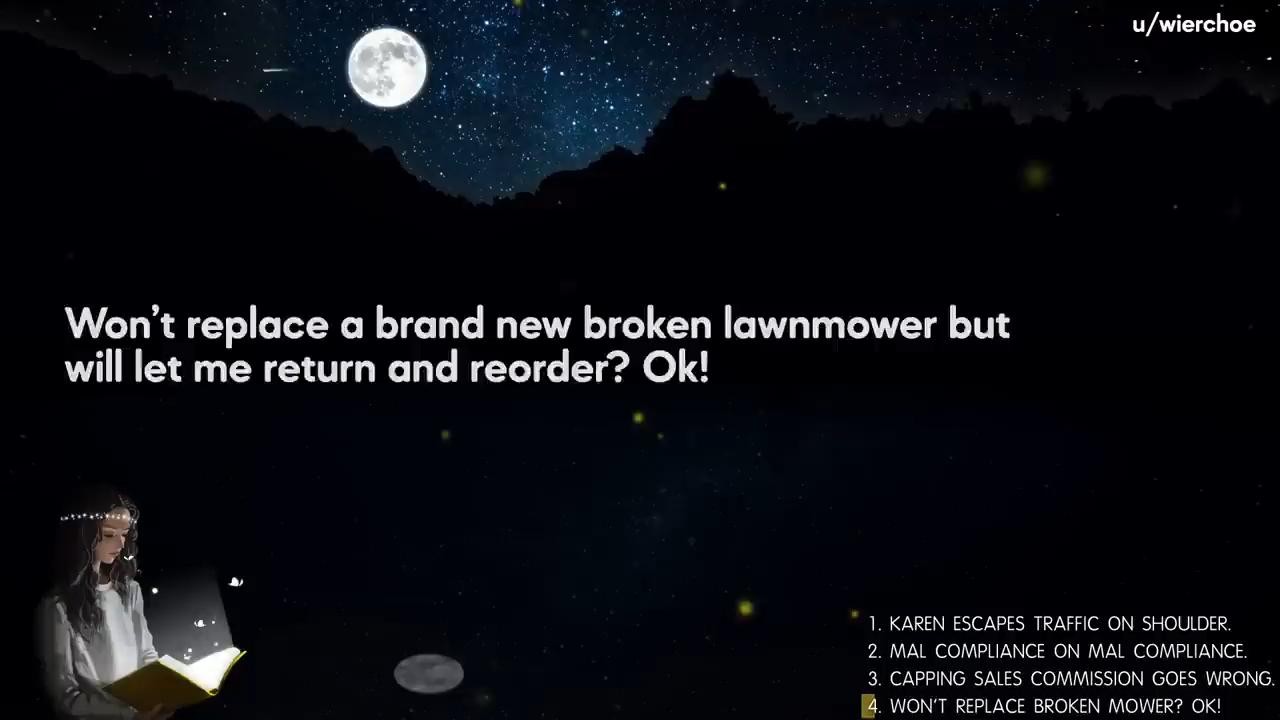 u/wierchoe
Won't replace a brand new broken lawnmower but
will let me return and reorder? Ok!
1. KAREN ESCAPES TRAFFIC ON SHOULDER.
2. MAL COMPLIANCE ON MAL COMPLIANCE.
3. CAPPING SALES COMMISSION GOES WRONG.
4. WON'T REPLACE BROKEN MOWER? OK!